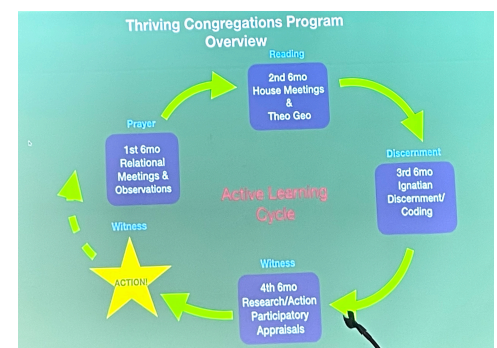 Thriving Congregations Program
Overview
Reading
2nd 6mo
House Meetings
&
Theo Geo
Prayer
1st 6mo
Relational
Meetings &
Observations
Discernment
3rd 6mo
Ignatian
Discernment/
Coding
Active Learning
Cycle
Witness
ACTION!
Witness
4th 6mo
Research/Action
Participatory
Appraisals